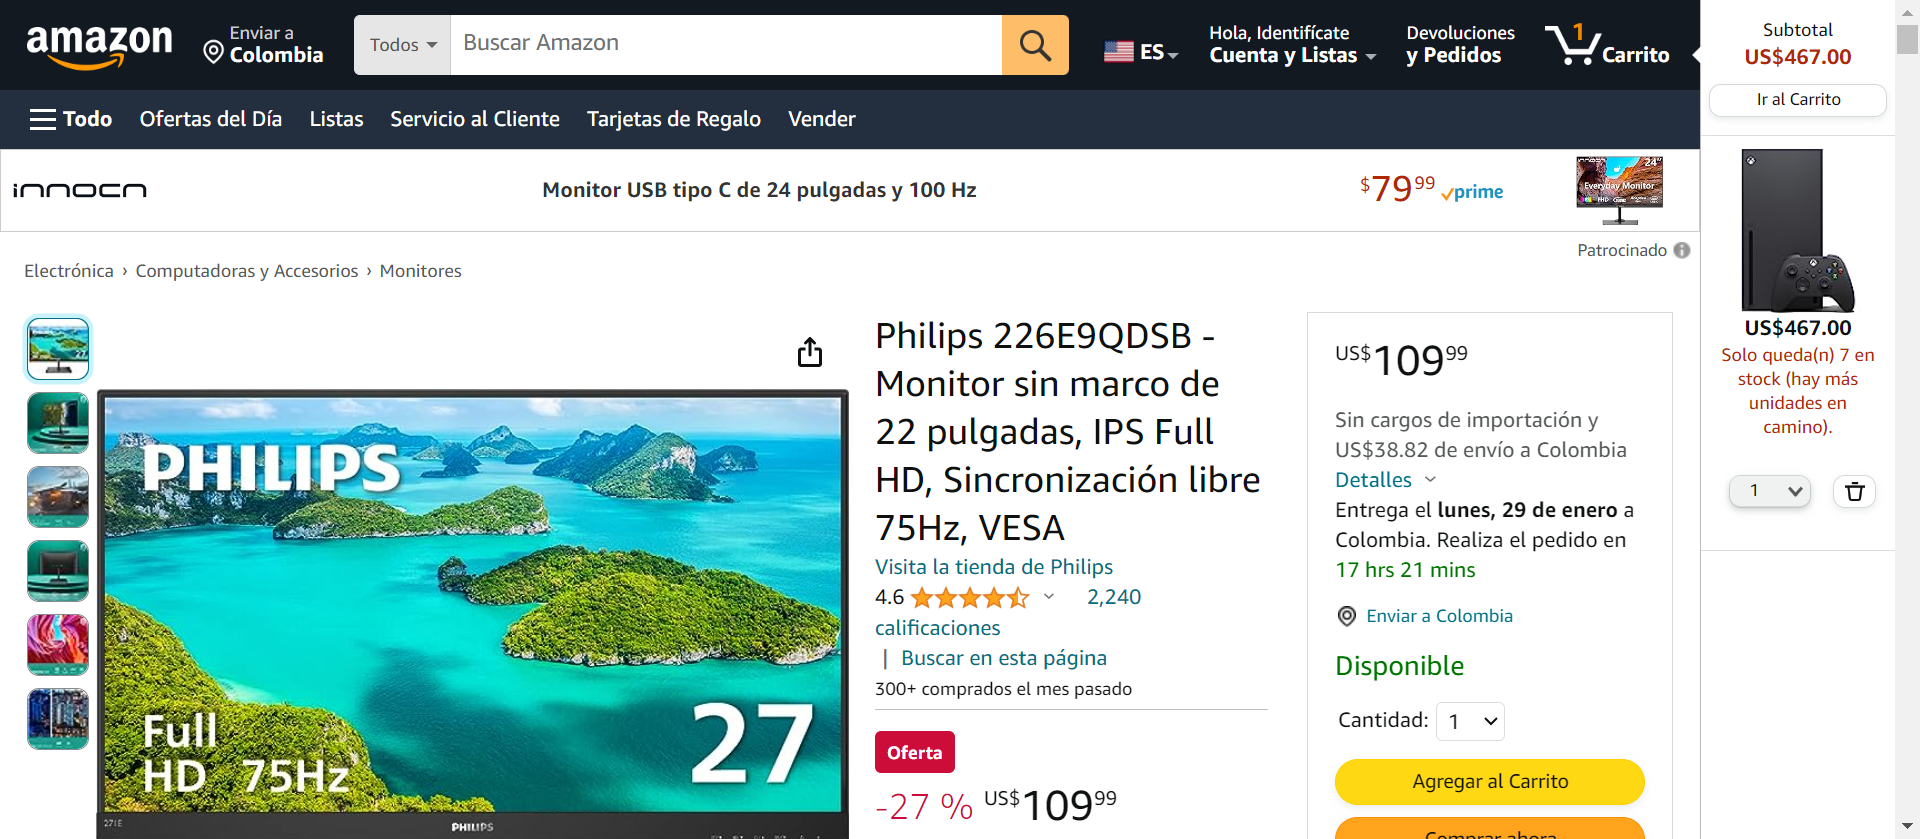 amazon
Enviar a
Colombia
Todos
Buscar Amazon
ES
Hola, Identifícate
Cuenta y Listas
Devoluciones
y Pedidos
1
Carrito
Todo
Ofertas del Día
Listas
Servicio al Cliente
Tarjetas de Regalo
Vender
innocn
Monitor USB tipo C de 24 pulgadas y 100 Hz
$79.99 prime
24"
Everyday Monitor
Patrocinado
Electrónica › Computadoras y Accesorios › Monitores
PHILIPS
27
Full
HD 75Hz
271E
PHILIPS
Philips 226E9QDSB -
Monitor sin marco de
22 pulgadas, IPS Full
HD, Sincronización libre
75Hz, VESA
Visita la tienda de Philips
4.6
2,240
calificaciones
| Buscar en esta página
300+ comprados el mes pasado
Oferta
-27 % US$109.99
US$109.99
Sin cargos de importación y
US$38.82 de envío a Colombia
Detalles
Entrega el lunes, 29 de enero a
Colombia. Realiza el pedido en
17 hrs 21 mins
Enviar a Colombia
Disponible
Cantidad: 1
Agregar al Carrito
Comprar ahora
Subtotal
US$467.00
Ir al Carrito
US$467.00
Solo queda(n) 7 en
stock (hay más
unidades en
camino).
1